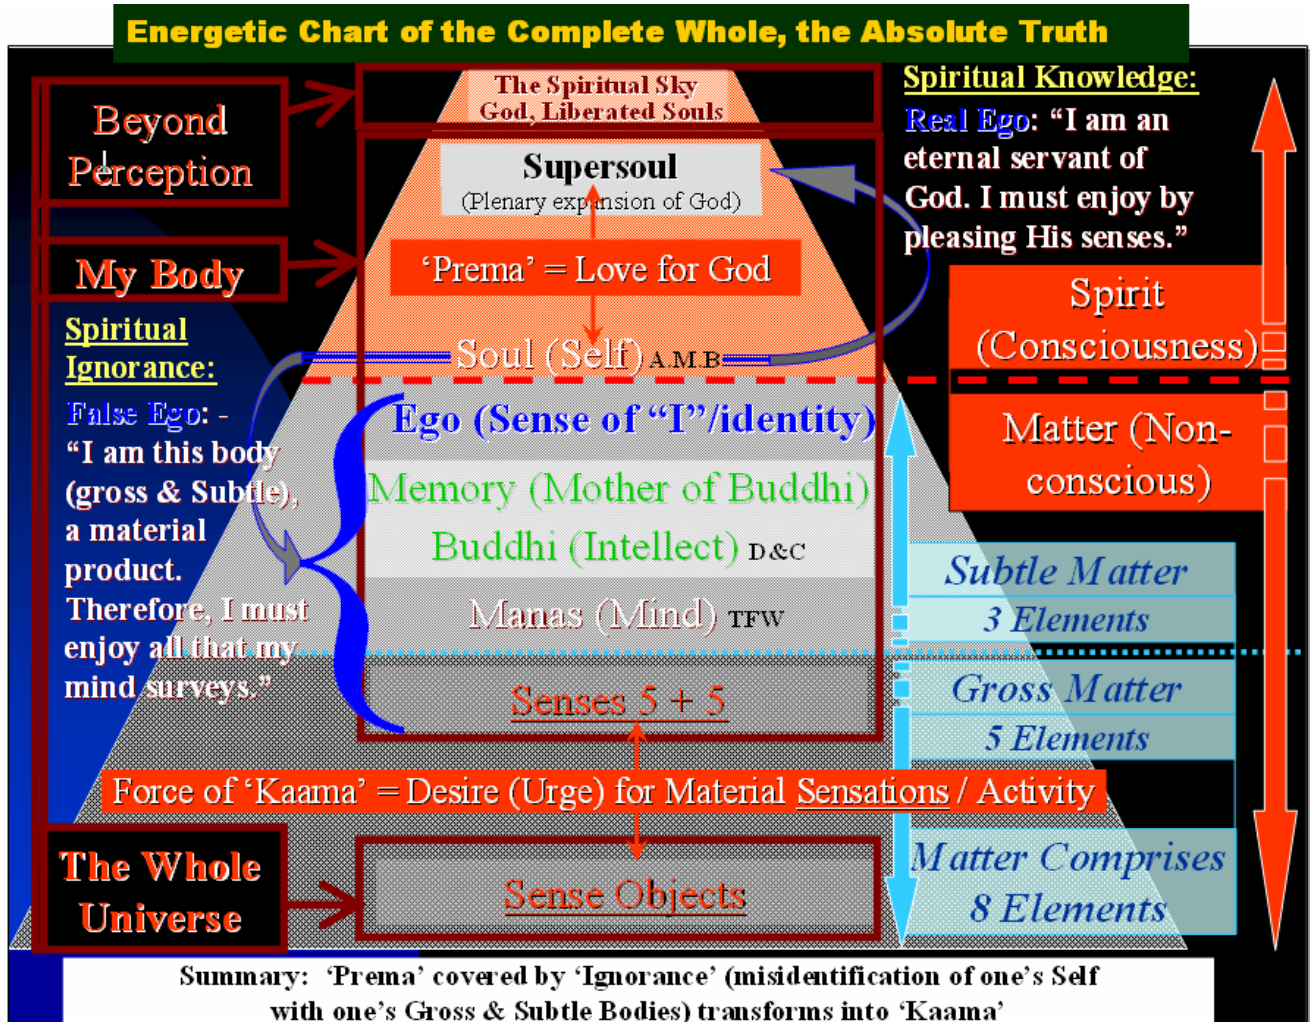 Energetic Chart of the Complete Whole, the Absolute Truth
Beyond
Perception
My Body
Spiritual
Ignorance:
False Ego: -
“I am this body
(gross & Subtle),
a material
product.
Therefore, I must
enjoy all that my
mind surveys.”
The Whole
Universe
The Spiritual Sky
God, Liberated Souls
Supersoul
(Plenary expansion of God)
‘Prema’ = Love for God
Soul (Self) A.M.B
Ego (Sense of “I”/identity)
Memory (Mother of Buddhi)
Buddhi (Intellect) D&C
Manas (Mind) TFW
Senses 5 + 5
Force of ‘Kaama’ = Desire (Urge) for Material Sensations / Activity
Sense Objects
Spiritual Knowledge:
Real Ego: “I am an
eternal servant of
God. I must enjoy by
pleasing His senses.”
Spirit
(Consciousness)
Matter (Non-
conscious)
Subtle Matter
3 Elements
Gross Matter
5 Elements
Matter Comprises
8 Elements
Summary: ‘Prema’ covered by ‘Ignorance’ (misidentification of one’s Self
with one’s Gross & Subtle Bodies) transforms into ‘Kaama’